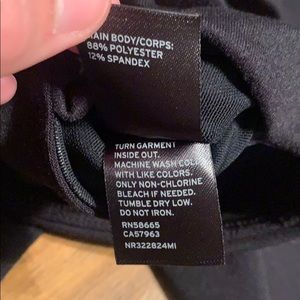 MAIN BODY/CORPS:
88% POLYESTER
12% SPANDEX
TURN GARMENT
INSIDE OUT.
MACHINE WASH COLD
WITH LIKE COLORS.
ONLY NON-CHLORINE
BLEACH IF NEEDED.
TUMBLE DRY LOW.
DO NOT IRON.
RN58665
CA57963
NR322824MI